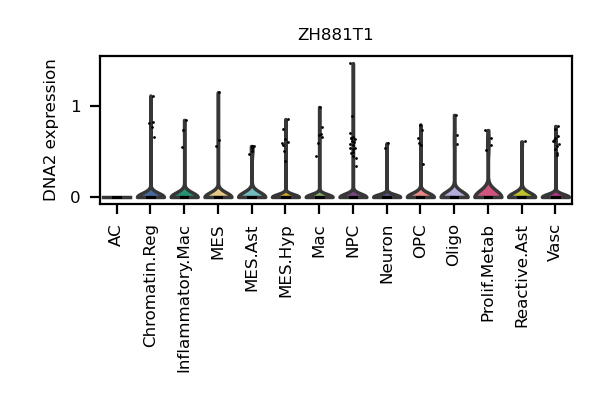 ZH881T1
DNA2 expression
1
0
AC
Chromatin.Reg
Inflammatory.Mac
MES
MES.Ast
MES.Hyp
Mac
NPC
Neuron
OPC
Oligo
Prolif.Metab
Reactive.Ast
Vasc